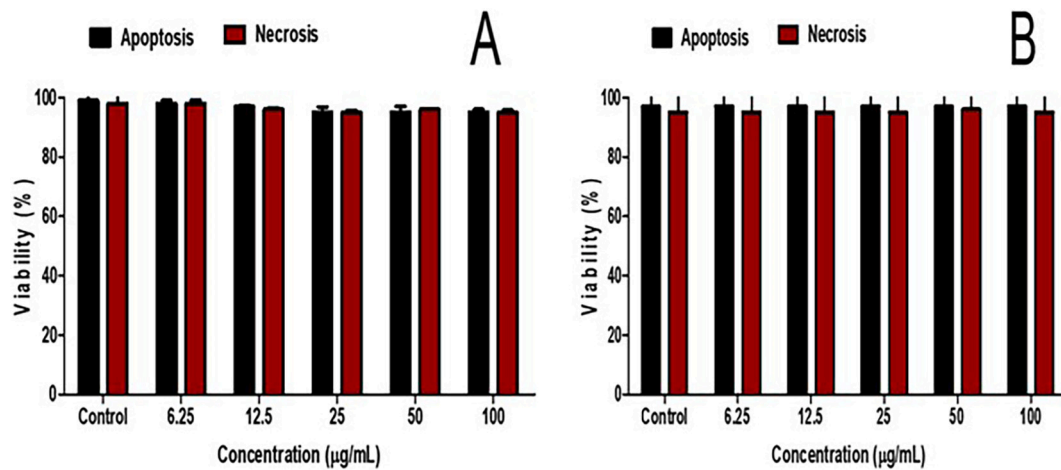 Apoptosis Necrosis A
100
80
60
40
20
0
Viability (%)
Control 6.25 12.5 25 50 100
Concentration (µg/mL)
Apoptosis Necrosis B
100
80
60
40
20
0
Viability (%)
Control 6.25 12.5 25 50 100
Concentration (µg/mL)